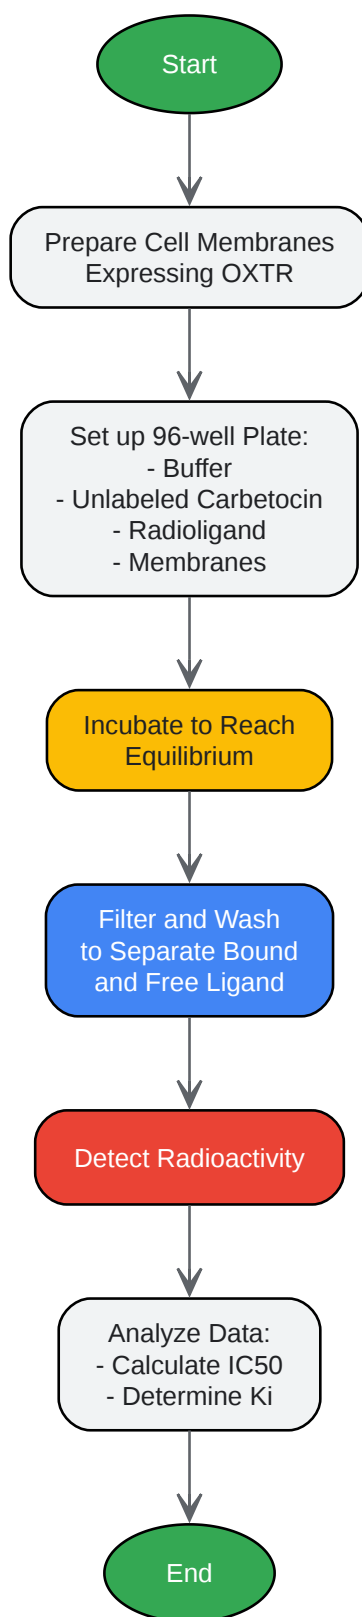 Start
Prepare Cell Membranes
Expressing OXTR
Set up 96-well Plate:
- Buffer
- Unlabeled Carbetocin
- Radioligand
- Membranes
Incubate to Reach
Equilibrium
Filter and Wash
to Separate Bound
and Free Ligand
Detect Radioactivity
Analyze Data:
- Calculate IC50
- Determine Ki
End